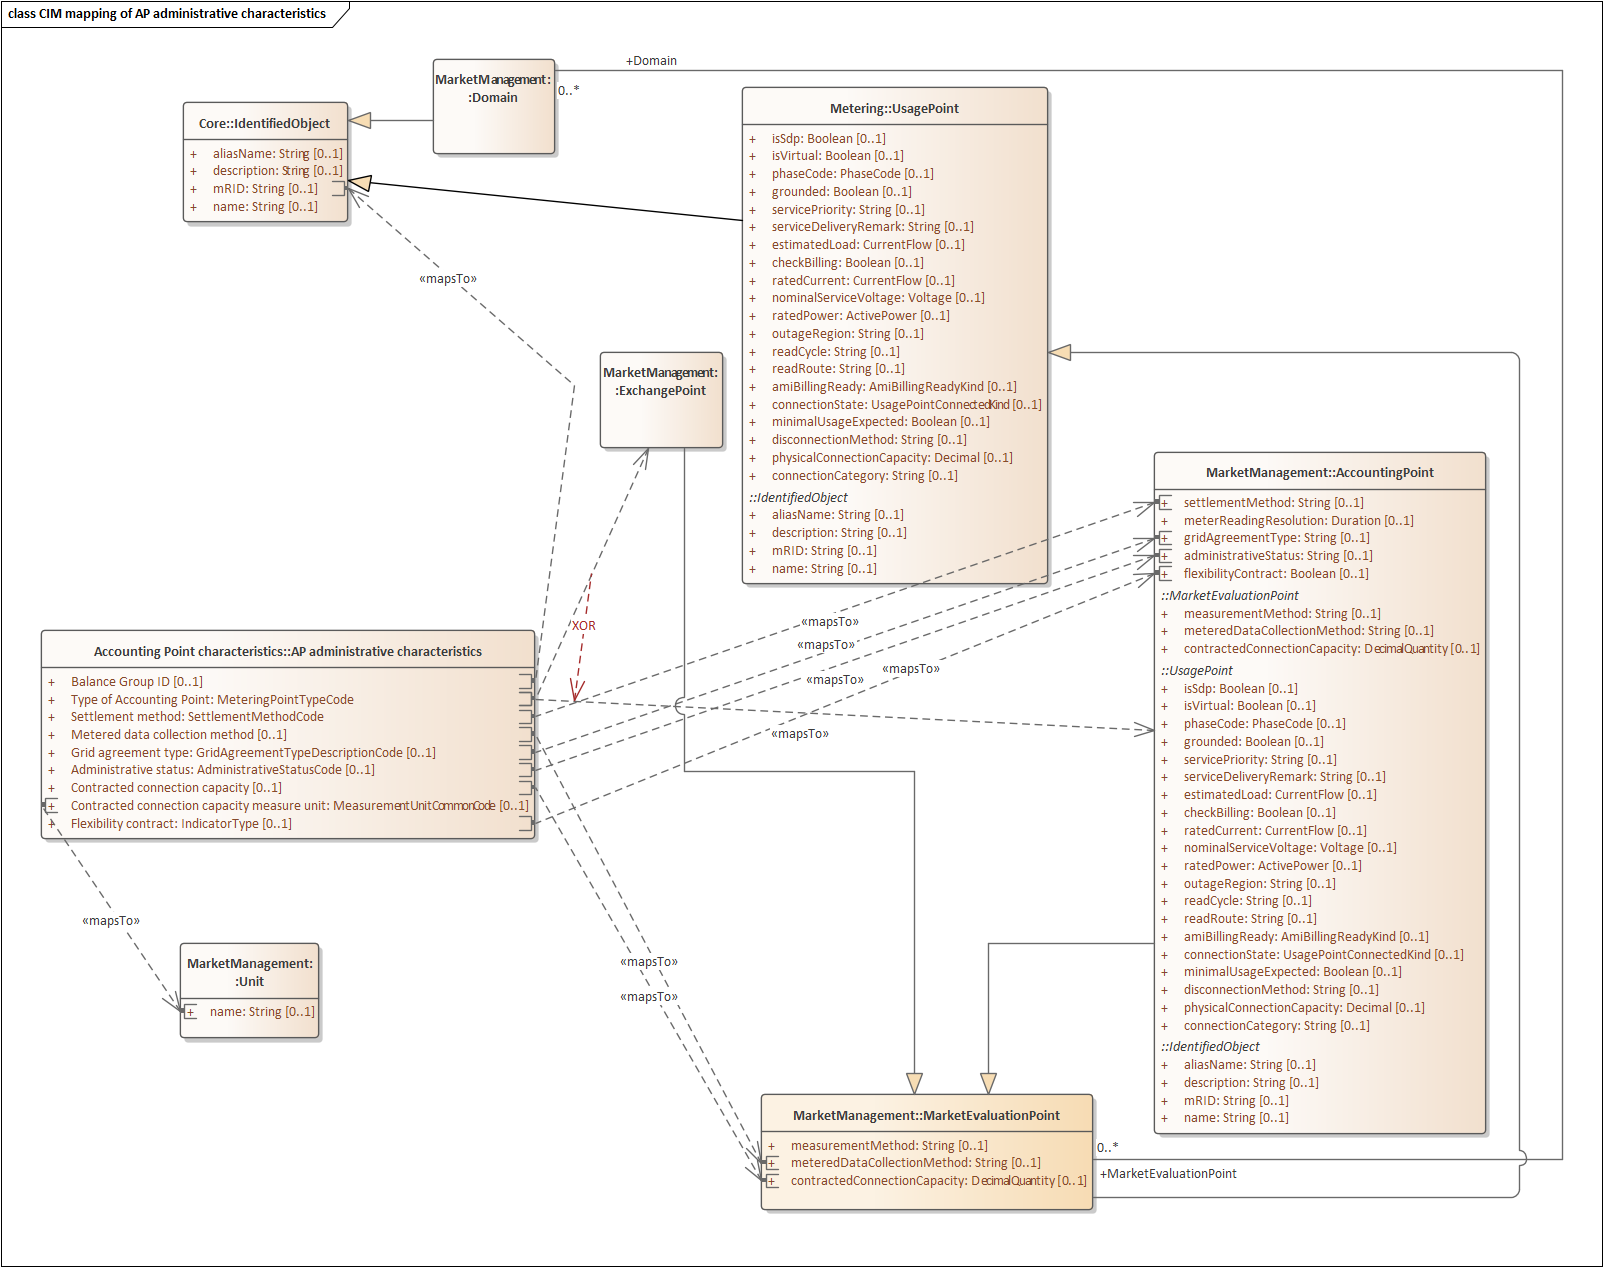 class CIM mapping of AP administrative characteristics
+Domain
MarketManagement:
:Domain
0..*
Core::IdentifiedObject
+ aliasName: String [0..1]
+ description: String [0..1]
+ mRID: String [0..1]
+ name: String [0..1]
Metering::UsagePoint
+ isSdp: Boolean [0..1]
+ isVirtual: Boolean [0..1]
+ phaseCode: PhaseCode [0..1]
+ grounded: Boolean [0..1]
+ servicePriority: String [0..1]
+ serviceDeliveryRemark: String [0..1]
+ estimatedLoad: CurrentFlow [0..1]
+ checkBilling: Boolean [0..1]
+ ratedCurrent: CurrentFlow [0..1]
+ nominalServiceVoltage: Voltage [0..1]
+ ratedPower: ActivePower [0..1]
+ outageRegion: String [0..1]
+ readCycle: String [0..1]
+ readRoute: String [0..1]
+ amiBillingReady: AmiBillingReadyKind [0..1]
+ connectionState: UsagePointConnectedKind [0..1]
+ minimalUsageExpected: Boolean [0..1]
+ disconnectionMethod: String [0..1]
+ physicalConnectionCapacity: Decimal [0..1]
+ connectionCategory: String [0..1]
::IdentifiedObject
+ aliasName: String [0..1]
+ description: String [0..1]
+ mRID: String [0..1]
+ name: String [0..1]
«mapsTo»
MarketManagement:
:ExchangePoint
MarketManagement::AccountingPoint
+ settlementMethod: String [0..1]
+ meterReadingResolution: Duration [0..1]
+ gridAgreementType: String [0..1]
+ administrativeStatus: String [0..1]
+ flexibilityContract: Boolean [0..1]
::MarketEvaluationPoint
+ measurementMethod: String [0..1]
+ meteredDataCollectionMethod: String [0..1]
+ contractedConnectionCapacity: DecimalQuantity [0..1]
::UsagePoint
+ isSdp: Boolean [0..1]
+ isVirtual: Boolean [0..1]
+ phaseCode: PhaseCode [0..1]
+ grounded: Boolean [0..1]
+ servicePriority: String [0..1]
+ serviceDeliveryRemark: String [0..1]
+ estimatedLoad: CurrentFlow [0..1]
+ checkBilling: Boolean [0..1]
+ ratedCurrent: CurrentFlow [0..1]
+ nominalServiceVoltage: Voltage [0..1]
+ ratedPower: ActivePower [0..1]
+ outageRegion: String [0..1]
+ readCycle: String [0..1]
+ readRoute: String [0..1]
+ amiBillingReady: AmiBillingReadyKind [0..1]
+ connectionState: UsagePointConnectedKind [0..1]
+ minimalUsageExpected: Boolean [0..1]
+ disconnectionMethod: String [0..1]
+ physicalConnectionCapacity: Decimal [0..1]
+ connectionCategory: String [0..1]
::IdentifiedObject
+ aliasName: String [0..1]
+ description: String [0..1]
+ mRID: String [0..1]
+ name: String [0..1]
XOR
«mapsTo»
«mapsTo»
«mapsTo»
«mapsTo»
«mapsTo»
Accounting Point characteristics::AP administrative characteristics
+ Balance Group ID [0..1]
+ Type of Accounting Point: MeteringPointTypeCode
+ Settlement method: SettlementMethodCode
+ Metered data collection method [0..1]
+ Grid agreement type: GridAgreementTypeDescriptionCode [0..1]
+ Administrative status: AdministrativeStatusCode [0..1]
+ Contracted connection capacity [0..1]
+ Contracted connection capacity measure unit: MeasurementUnitCommonCode [0..1]
+ Flexibility contract: IndicatorType [0..1]
«mapsTo»
«mapsTo»
«mapsTo»
MarketManagement:
:Unit
+ name: String [0..1]
MarketManagement::MarketEvaluationPoint
+ measurementMethod: String [0..1]
+ meteredDataCollectionMethod: String [0..1]
+ contractedConnectionCapacity: DecimalQuantity [0..1]
0..*
+MarketEvaluationPoint